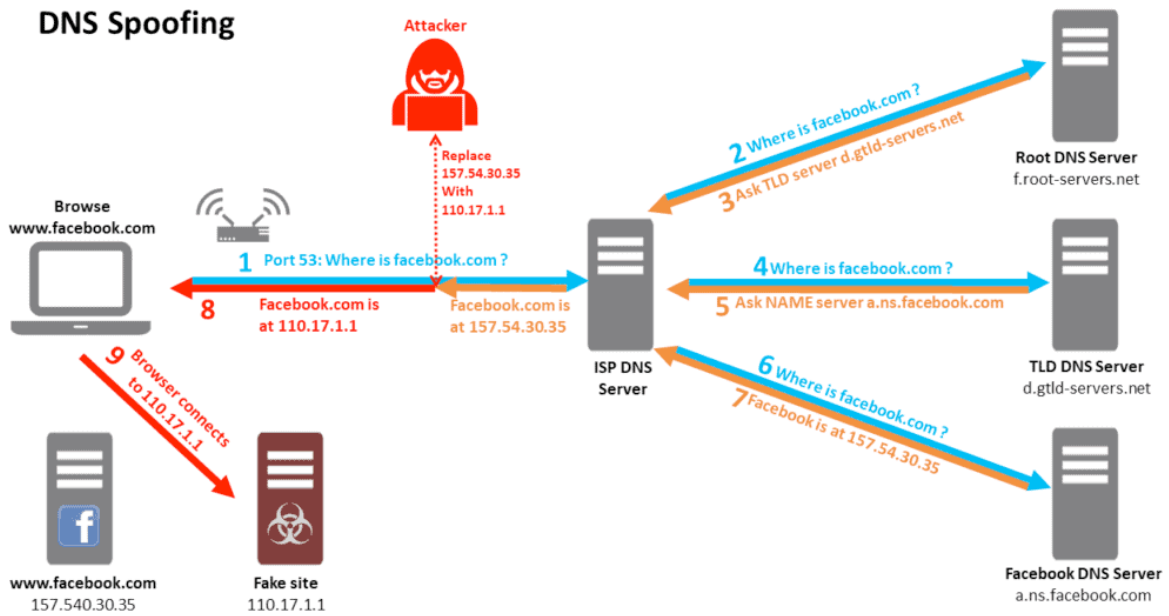 DNS Spoofing
Attacker
Replace
157.54.30.35
With
110.17.1.1
Browse
www.facebook.com
1 Port 53: Where is facebook.com ?
8 Facebook.com is
at 110.17.1.1
Facebook.com is
at 157.54.30.35
ISP DNS
Server
2 Where is facebook.com ?
3 Ask TLD server d.gtld-servers.net
Root DNS Server
f.root-servers.net
4 Where is facebook.com ?
5 Ask NAME server a.ns.facebook.com
TLD DNS Server
d.gtld-servers.net
6 Where is facebook.com ?
7 Facebook is at 157.54.30.35
Facebook DNS Server
a.ns.facebook.com
9 Browser connects
to 110.17.1.1
f
www.facebook.com
157.540.30.35
Fake site
110.17.1.1